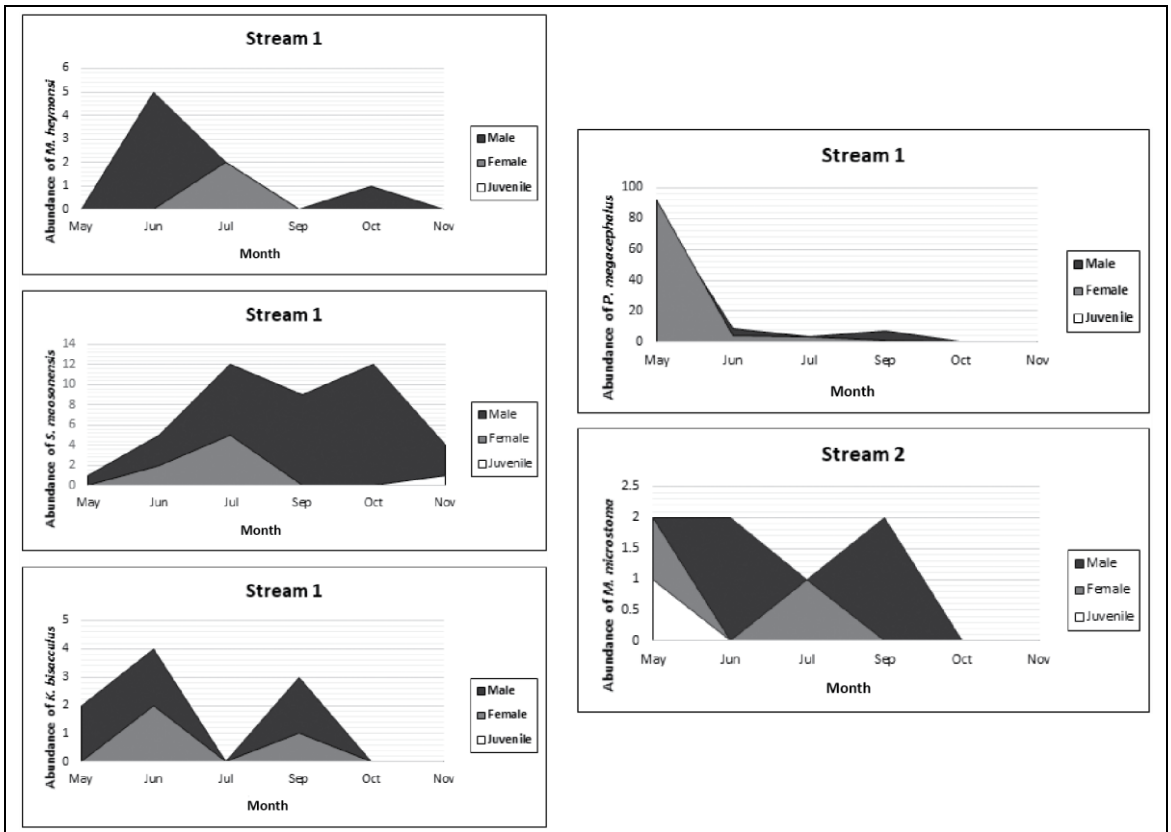 Stream 1
Abundance of M. heymonsi
6
5
4
3
2
1
0
May Jun Jul Sep Oct Nov
Month
Male
Female
Juvenile
Stream 1
Abundance of S. maosonensis
14
12
10
8
6
4
2
0
May Jun Jul Sep Oct Nov
Month
Male
Female
Juvenile
Stream 1
Abundance of K. bisacculus
5
4
3
2
1
0
May Jun Jul Sep Oct Nov
Month
Male
Female
Juvenile
Stream 1
Abundance of P. megacephalus
100
80
60
40
20
0
May Jun Jul Sep Oct Nov
Month
Male
Female
Juvenile
Stream 2
Abundance of M. microstoma
2.5
2
1.5
1
0.5
0
May Jun Jul Sep Oct Nov
Month
Male
Female
Juvenile